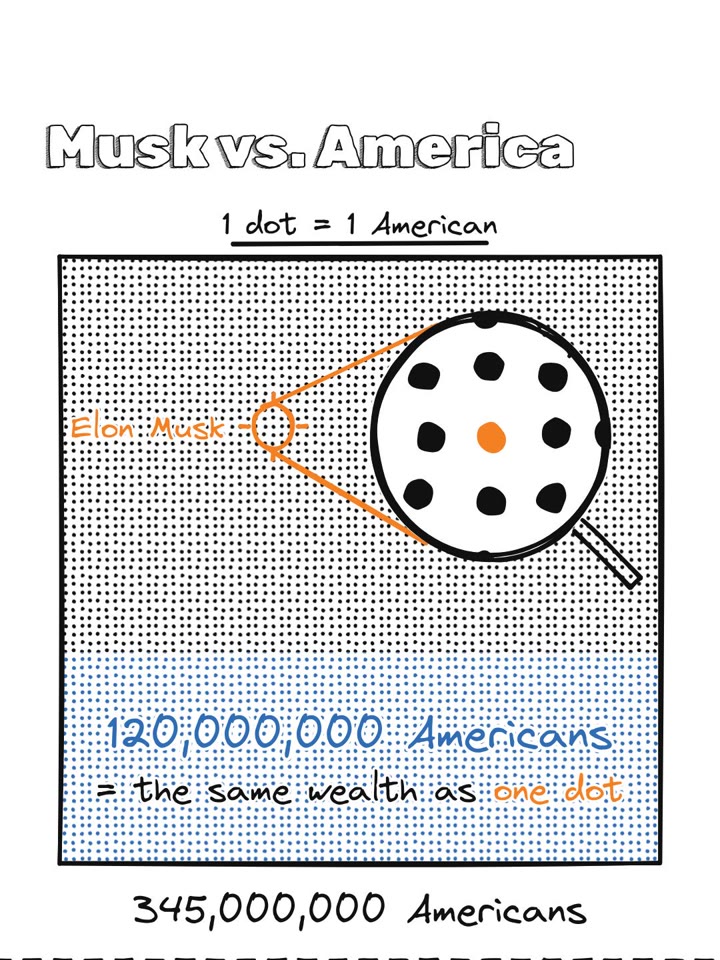 Musk vs. America
1 dot = 1 American
Elon Musk
120,000,000 Americans
= the same wealth as one dot
345,000,000 Americans